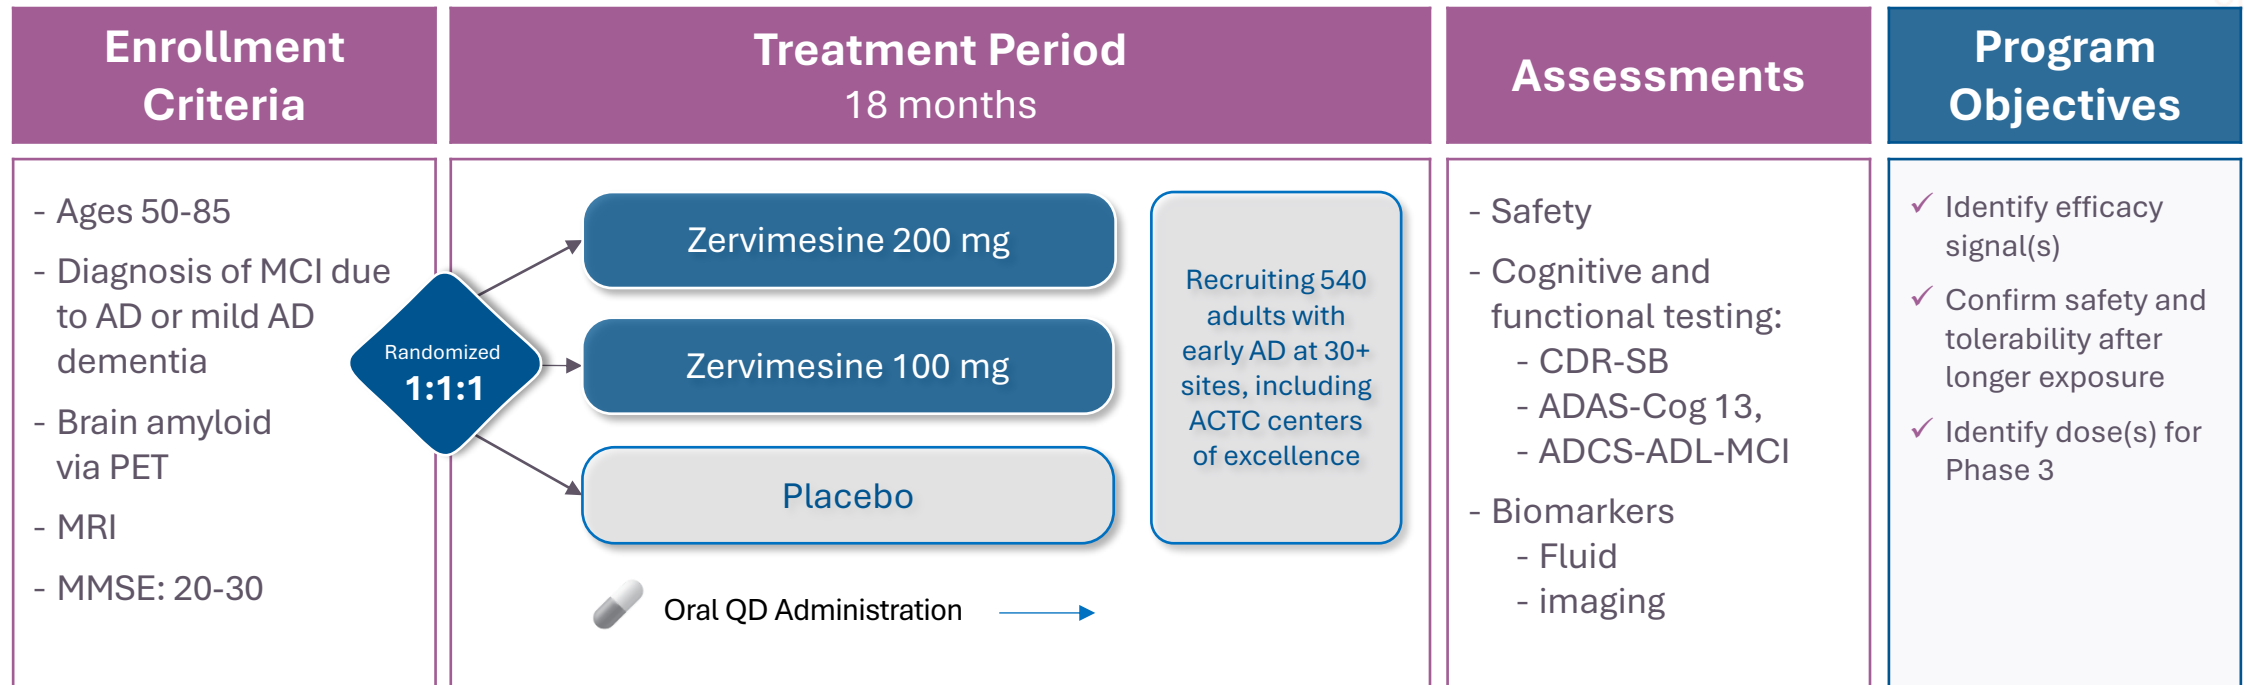 Enrollment
Criteria
- Ages 50-85
- Diagnosis of MCI due
to AD or mild AD
dementia
- Brain amyloid
via PET
- MRI
- MMSE: 20-30
Treatment Period
18 months
Randomized
1:1:1
Zervimesine 200 mg
Zervimesine 100 mg
Placebo
Oral QD Administration
Recruiting 540
adults with
early AD at 30+
sites, including
ACTC centers
of excellence
Assessments
- Safety
- Cognitive and
functional testing:
- CDR-SB
- ADAS-Cog 13,
- ADCS-ADL-MCI
- Biomarkers
- Fluid
- imaging
Program
Objectives
✓ Identify efficacy
signal(s)
✓ Confirm safety and
tolerability after
longer exposure
✓ Identify dose(s) for
Phase 3